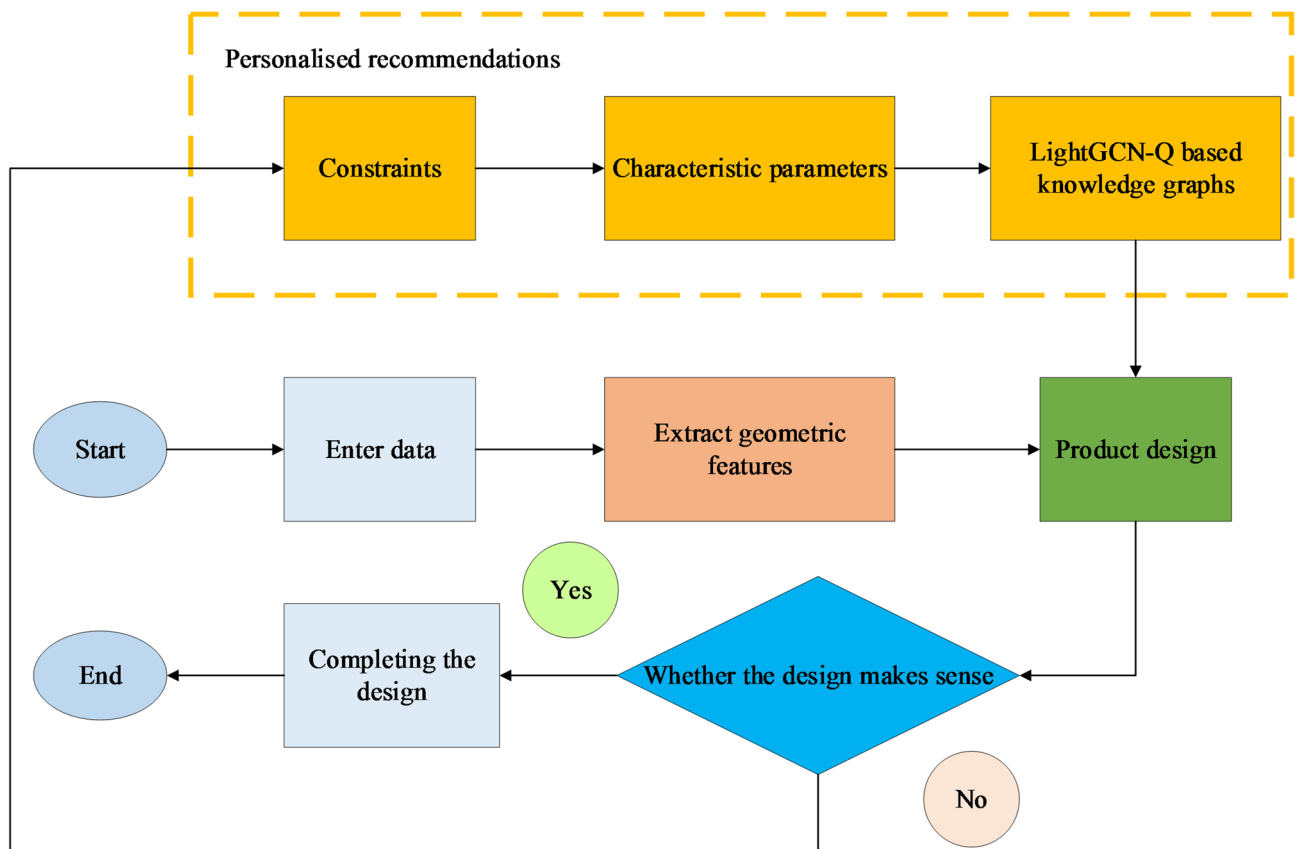 Personalised recommendations
Constraints
Characteristic parameters
LightGCN-Q based
knowledge graphs
Start
Enter data
Extract geometric
features
Product design
Yes
End
Completing the
design
Whether the design makes sense
No